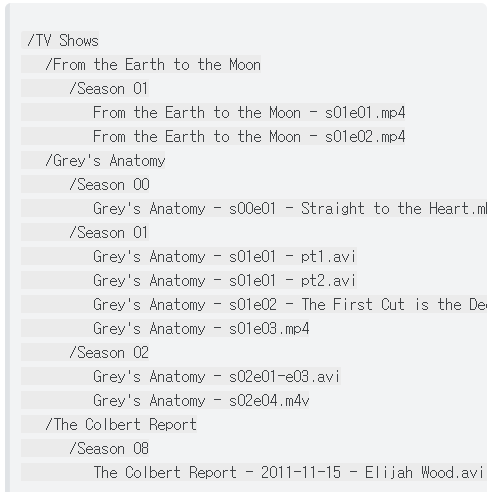 /TV Shows
/From the Earth to the Moon
/Season 01
From the Earth to the Moon - s01e01.mp4
From the Earth to the Moon - s01e02.mp4
/Grey's Anatomy
/Season 00
Grey's Anatomy - s00e01 - Straight to the Heart.m
/Season 01
Grey's Anatomy - s01e01 - pt1.avi
Grey's Anatomy - s01e01 - pt2.avi
Grey's Anatomy - s01e02 - The First Cut is the De
Grey's Anatomy - s01e03.mp4
/Season 02
Grey's Anatomy - s02e01-e03.avi
Grey's Anatomy - s02e04.m4v
/The Colbert Report
/Season 08
The Colbert Report - 2011-11-15 - Elijah Wood.avi